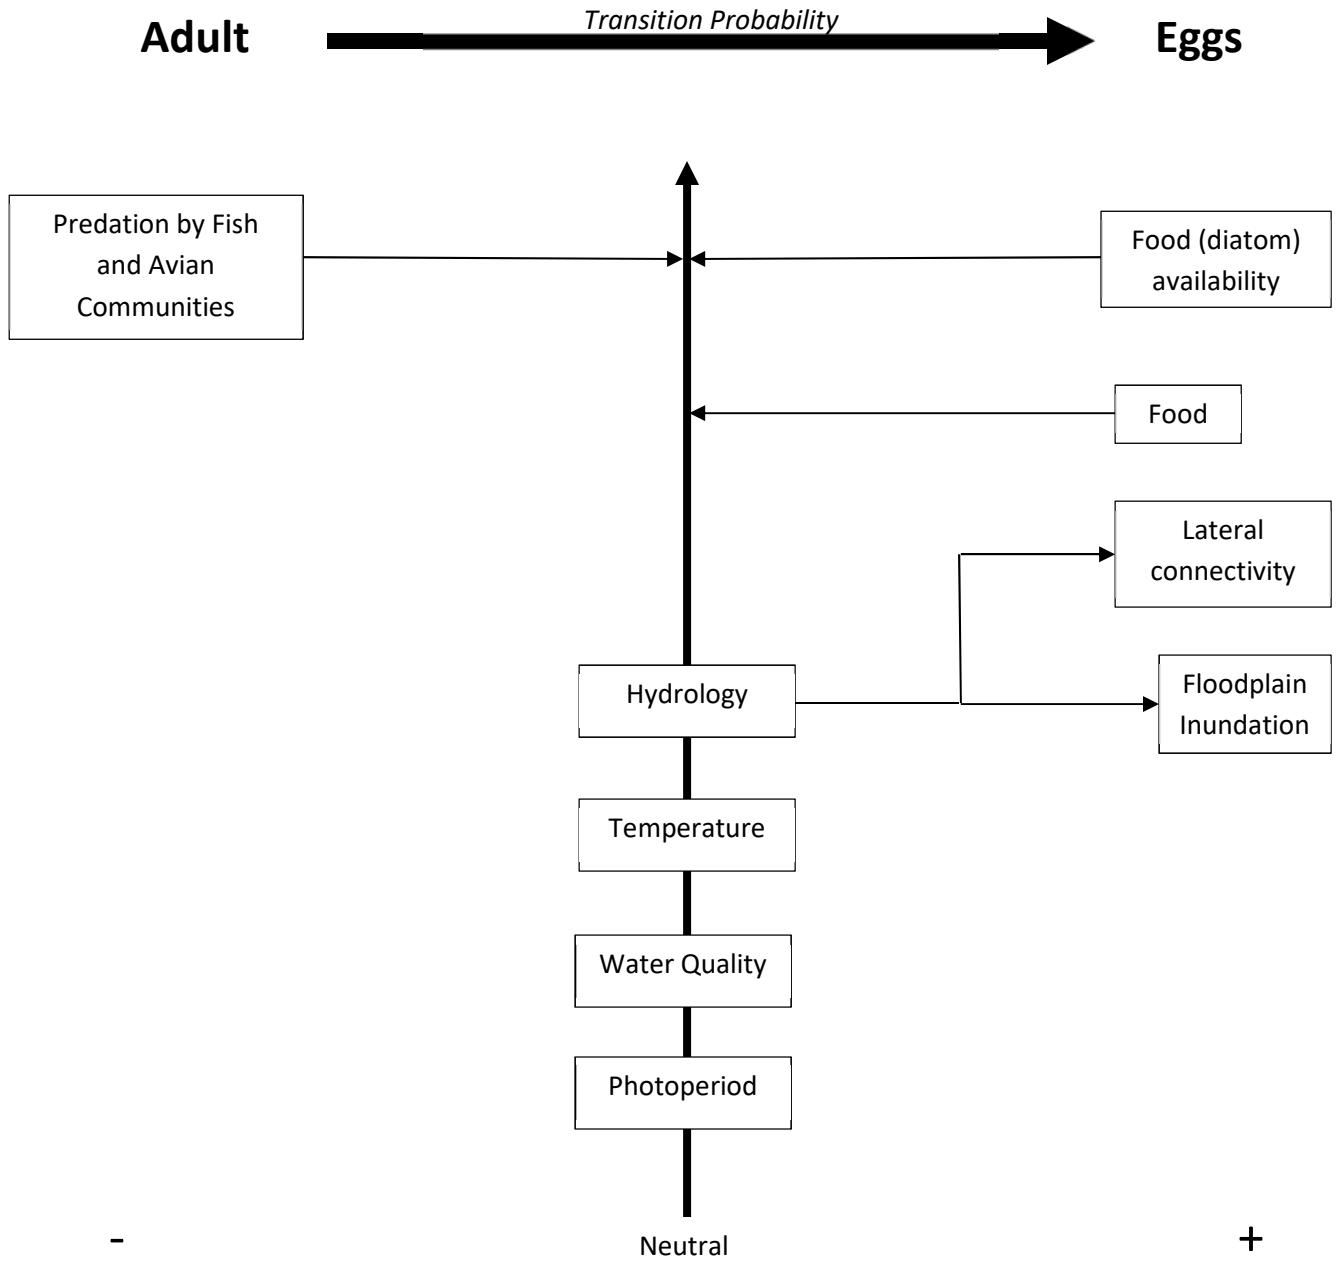 Transition Probability
Adult
Eggs
Predation by Fish
and Avian
Communities
Food (diatom)
availability
Food
Lateral
connectivity
Hydrology
Floodplain
Inundation
Temperature
Water Quality
Photoperiod
-
Neutral
+